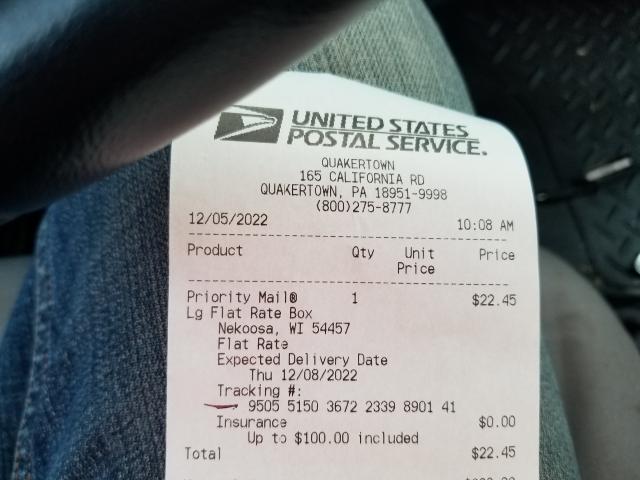 UNITED STATES
POSTAL SERVICE.
QUAKERTOWN
165 CALIFORNIA RD
QUAKERTOWN, PA 18951-9998
(800)275-8777
12/05/2022 10:08 AM
Product Qty Unit Price
Price
Priority Mail® 1 $22.45
Lg Flat Rate Box
Nekoosa, WI 54457
Flat Rate
Expected Delivery Date
Thu 12/08/2022
Tracking #:
9505 5150 3672 2339 8901 41
Insurance $0.00
Up to $100.00 included
Total $22.45